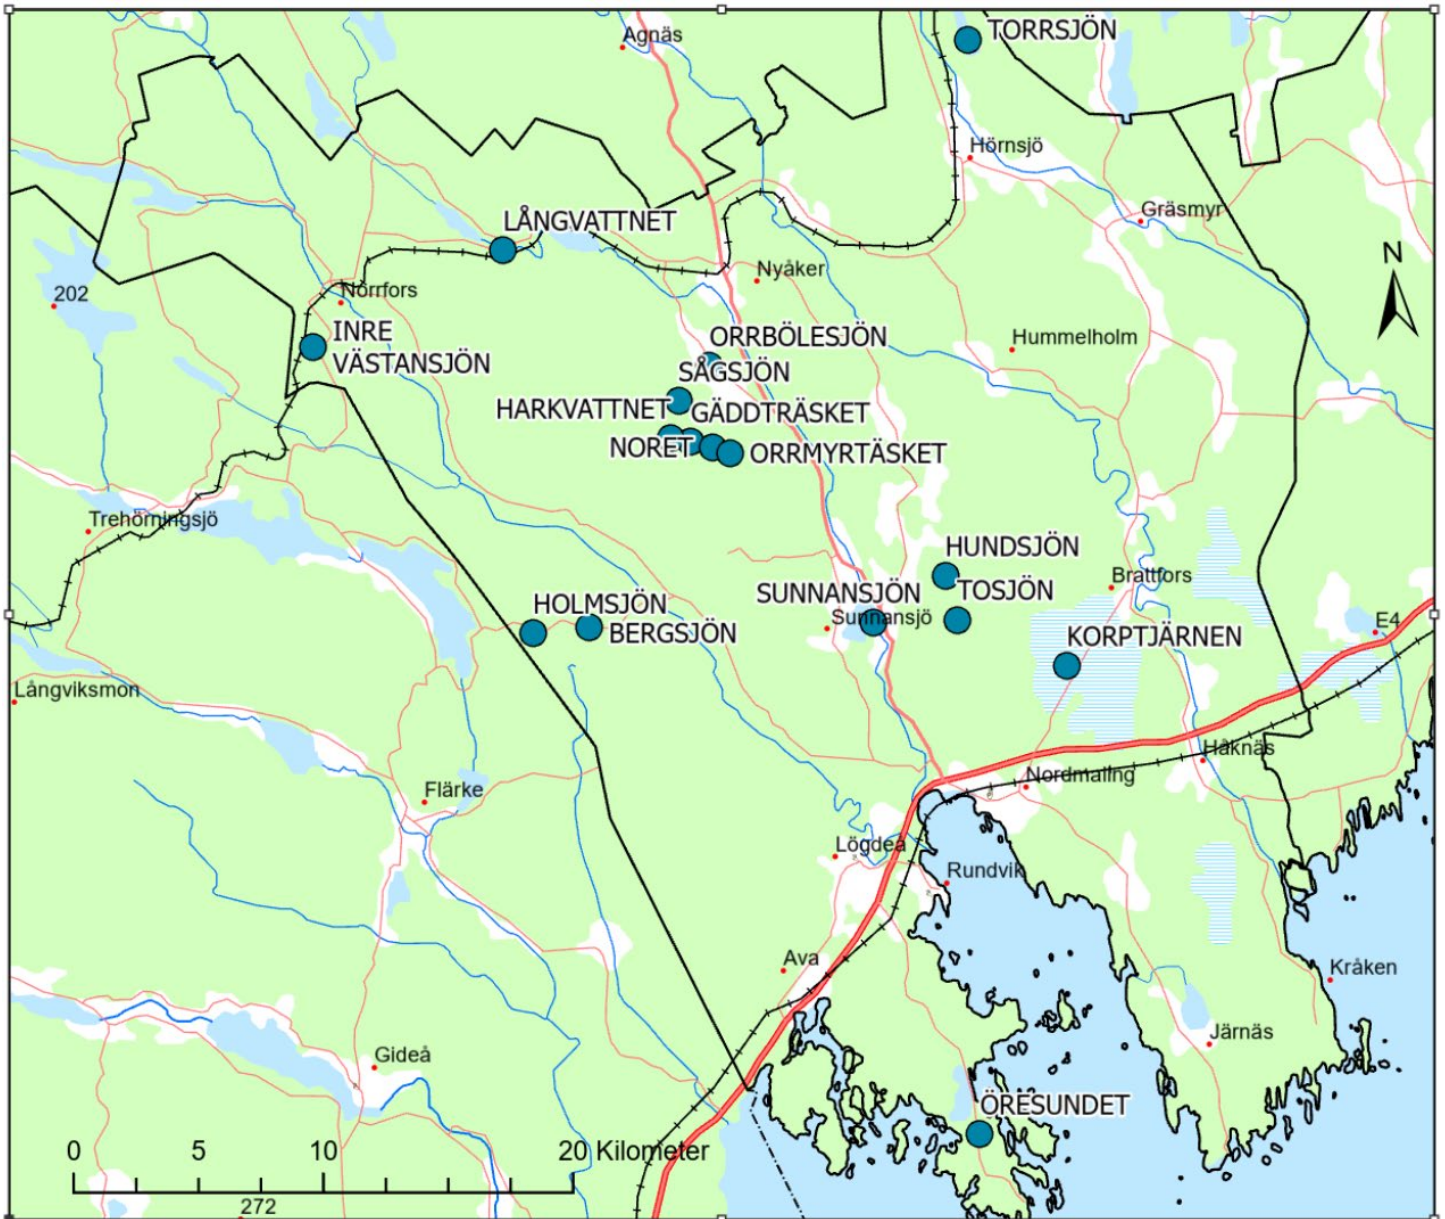 TORRSJÖN
Agnäs
Hörnsjö
Gräsmyr
LÅNGVATTNET
N
Nyåker
202
Norrfors
INRE
VÄSTANSJÖN
ORRBÖLESJÖN
Hummelholm
SÅGSJÖN
HARKVATTNET
GÄDDTRÄSKET
NORET
ORRMYRTÄSKET
Trehörningsjö
HUNDSJÖN
Brattfors
SUNNANSJÖN
TOSJÖN
HOLMSJÖN
Sunnansjö
E4
BERGSJÖN
KORPTJÄRNEN
Långviksmon
Håknäs
Nordmaling
Flärke
Lögdeå
Rundvik
Ava
Kråken
Järnäs
Gideå
ÖRESUNDET
0 5 10 20 Kilometer
272